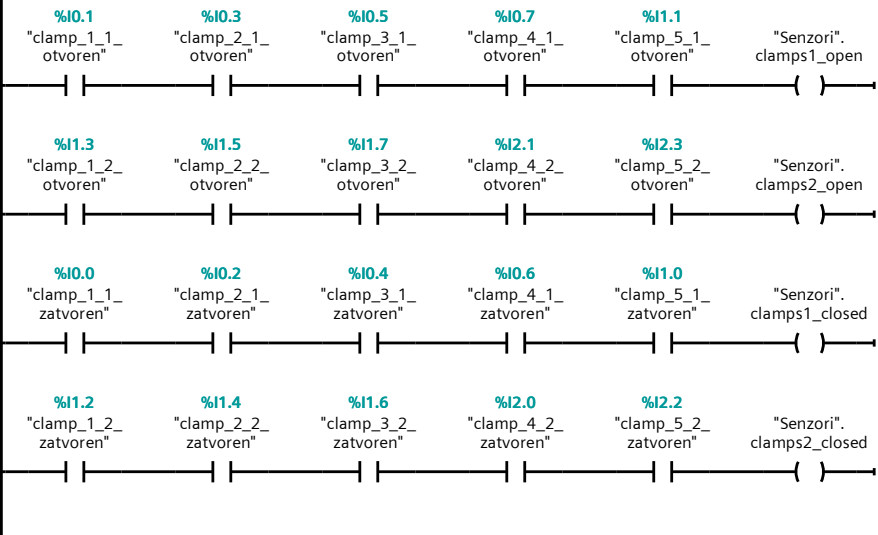 %I0.1 %I0.3 %I0.5 %I0.7 %I1.1
"clamp_1_1_ "clamp_2_1_ "clamp_3_1_ "clamp_4_1_ "clamp_5_1_ "Senzori".
otvoren" otvoren" otvoren" otvoren" otvoren" clamps1_open
%I1.3 %I1.5 %I1.7 %I2.1 %I2.3
"clamp_1_2_ "clamp_2_2_ "clamp_3_2_ "clamp_4_2_ "clamp_5_2_ "Senzori".
otvoren" otvoren" otvoren" otvoren" otvoren" clamps2_open
%I0.0 %I0.2 %I0.4 %I0.6 %I1.0
"clamp_1_1_ "clamp_2_1_ "clamp_3_1_ "clamp_4_1_ "clamp_5_1_ "Senzori".
zatvoren" zatvoren" zatvoren" zatvoren" zatvoren" clamps1_closed
%I1.2 %I1.4 %I1.6 %I2.0 %I2.2
"clamp_1_2_ "clamp_2_2_ "clamp_3_2_ "clamp_4_2_ "clamp_5_2_ "Senzori".
zatvoren" zatvoren" zatvoren" zatvoren" zatvoren" clamps2_closed